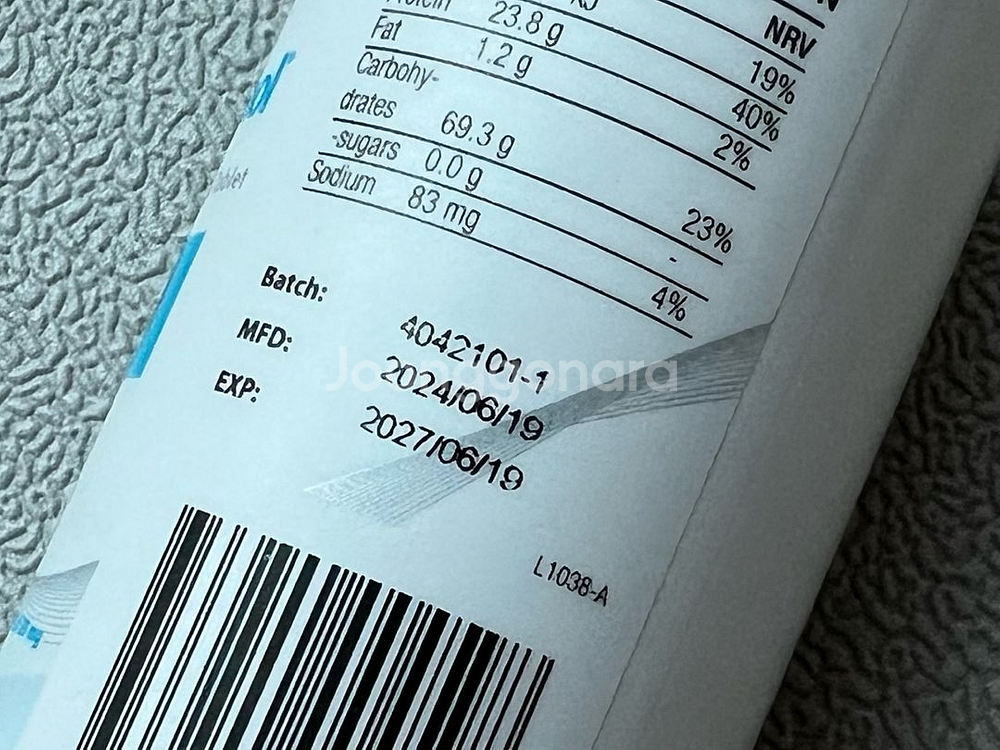 NRV
19%
Protein 23.8 g 40%
Fat 1.2 g 2%
Carbohy-
drates 69.3 g 23%
-sugars 0.0 g -
Sodium 83 mg 4%
Batch: 4042101-1
MFD: 2024/06/19
EXP: 2027/06/19
L1038-A
Joonggonara